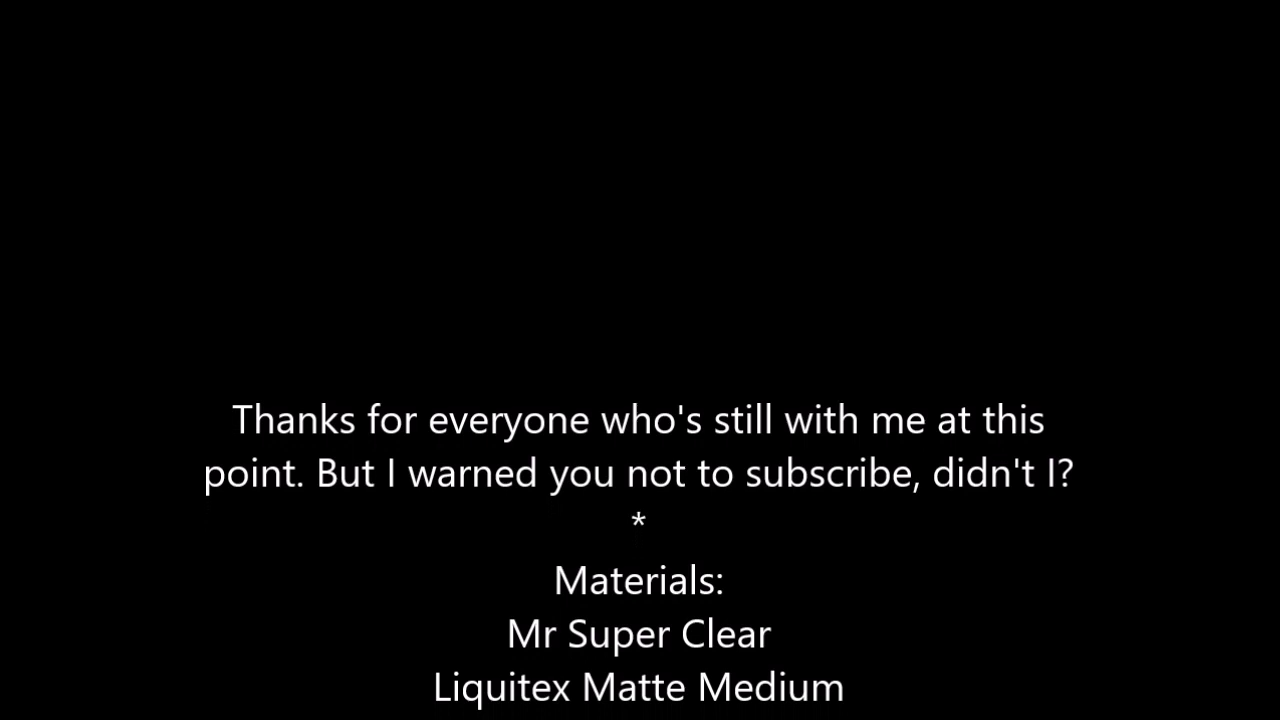 Thanks for everyone who's still with me at this
point. But I warned you not to subscribe, didn't I?
*
Materials:
Mr Super Clear
Liquitex Matte Medium